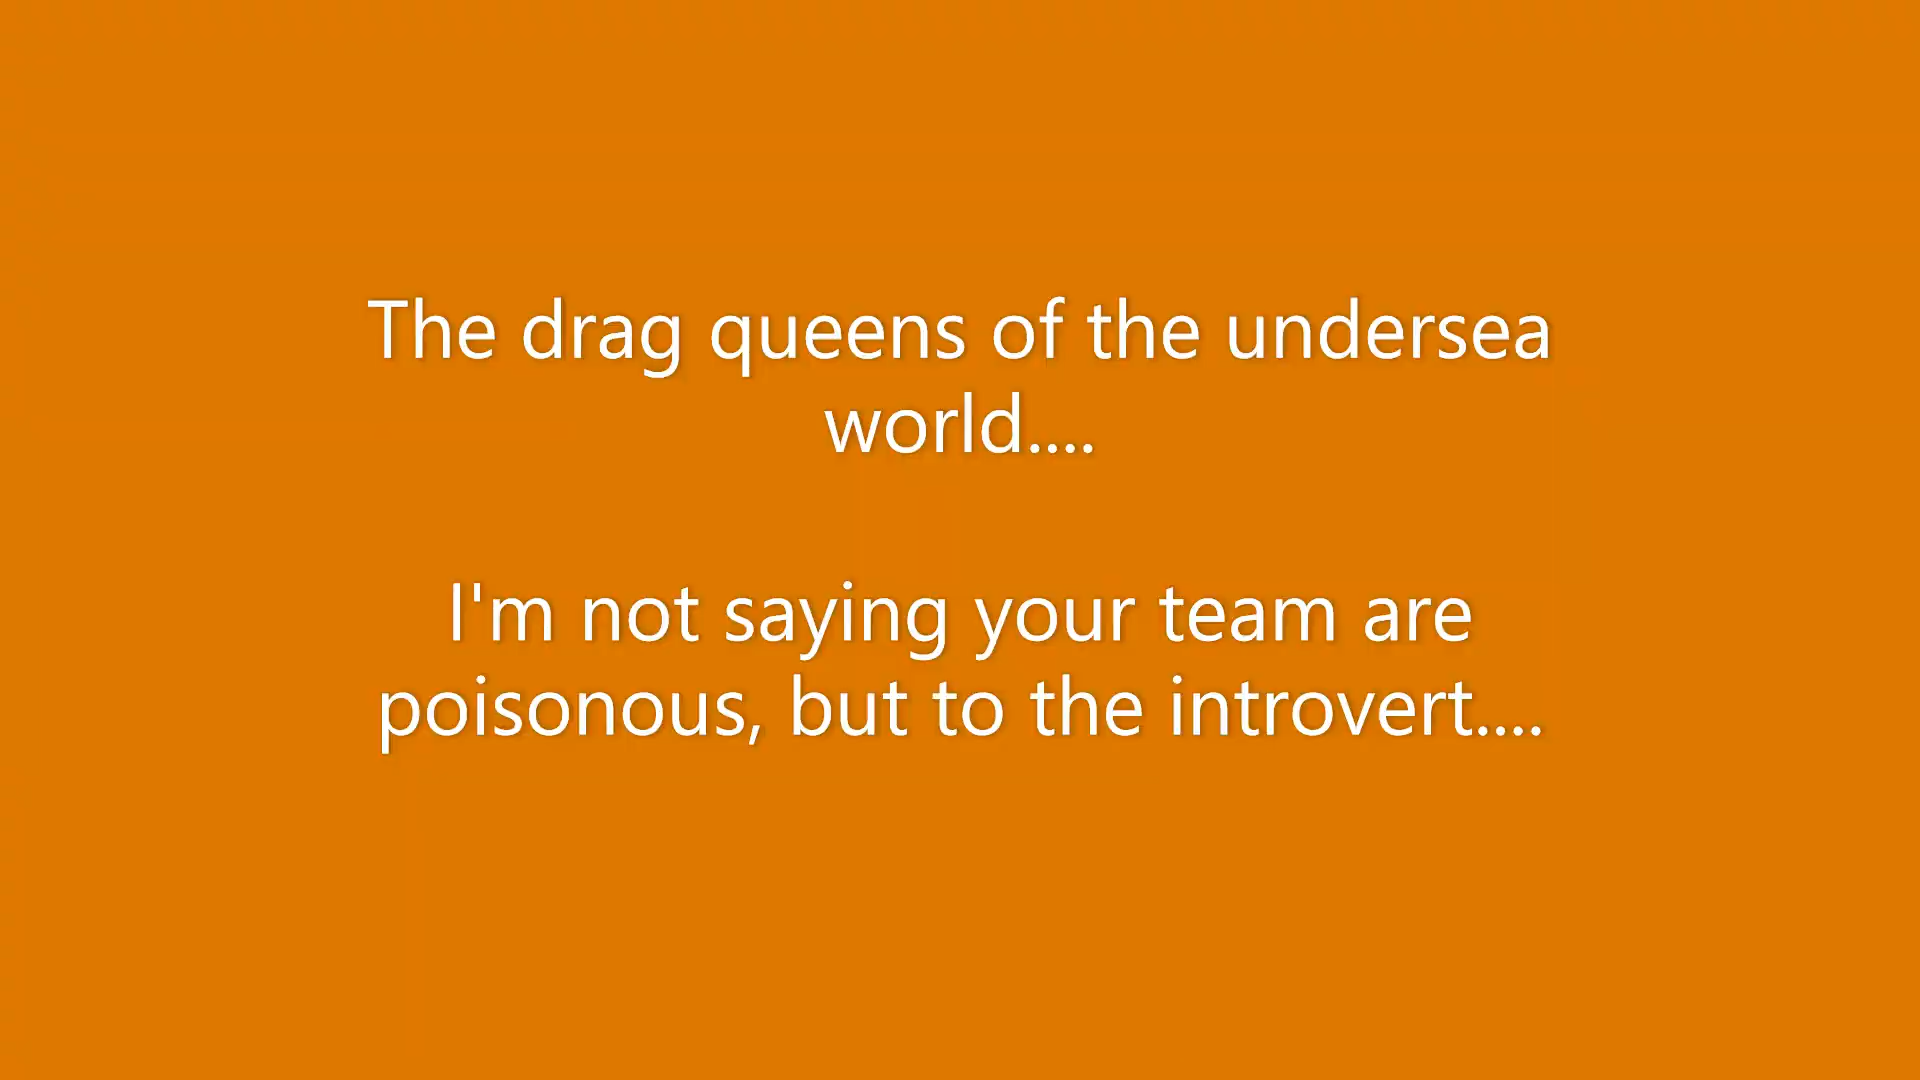 The drag queens of the undersea
world....
I'm not saying your team are
poisonous, but to the introvert....